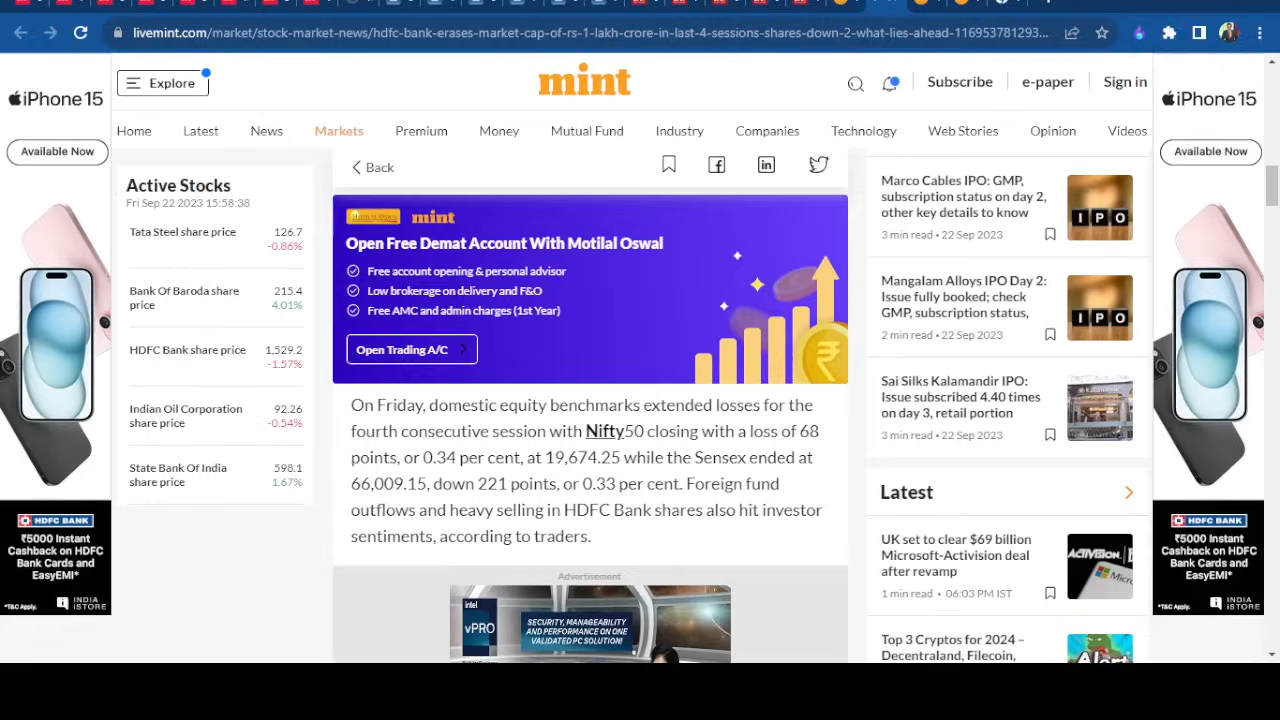 livemint.com/market/stock-market-news/hdfc-bank-erases-market-cap-of-rs-1-lakh-crore-in-last-4-sessions-shares-down-2-what-lies-ahead-116953781293...
iPhone 15
Available Now
Explore
mint
Subscribe
e-paper
Sign in
iPhone 15
Available Now
Home
Latest
News
Markets
Premium
Money
Mutual Fund
Industry
Companies
Technology
Web Stories
Opinion
Videos
Active Stocks
Fri Sep 22 2023 15:58:38
Tata Steel share price 126.7
-0.86%
Bank Of Baroda share 215.4
price 4.01%
HDFC Bank share price 1,529.2
-1.57%
Indian Oil Corporation 92.26
share price -0.54%
State Bank Of India 598.1
share price 1.67%
Back
mint
Open Free Demat Account With Motilal Oswal
Free account opening & personal advisor
Low brokerage on delivery and F&O
Free AMC and admin charges (1st Year)
Open Trading A/C
On Friday, domestic equity benchmarks extended losses for the
fourth consecutive session with Nifty50 closing with a loss of 68
points, or 0.34 per cent, at 19,674.25 while the Sensex ended at
66,009.15, down 221 points, or 0.33 per cent. Foreign fund
outflows and heavy selling in HDFC Bank shares also hit investor
sentiments, according to traders.
Advertisement
intel
vPRO
SECURITY, MANAGEABILITY
AND PERFORMANCE ON ONE
VALIDATED PC SOLUTION!
Marco Cables IPO: GMP,
subscription status on day 2,
other key details to know
3 min read • 22 Sep 2023
IPO
Mangalam Alloys IPO Day 2:
Issue fully booked; check
GMP, subscription status,
2 min read • 22 Sep 2023
IPO
Sai Silks Kalamandir IPO:
Issue subscribed 4.40 times
on day 3, retail portion
3 min read • 22 Sep 2023
Latest
UK set to clear $69 billion
Microsoft-Activision deal
after revamp
1 min read • 06:03 PM IST
ACTIVISION
Micro
Top 3 Cryptos for 2024 –
Decentraland, Filecoin,
Alert
HDFC BANK
₹5000 Instant
Cashback on HDFC
Bank Cards and
EasyEMI*
*T&C Apply.
INDIA
iSTORE
HDFC BANK
₹5000 Instant
Cashback on HDFC
Bank Cards and
EasyEMI*
*T&C Apply.
INDIA
iSTORE